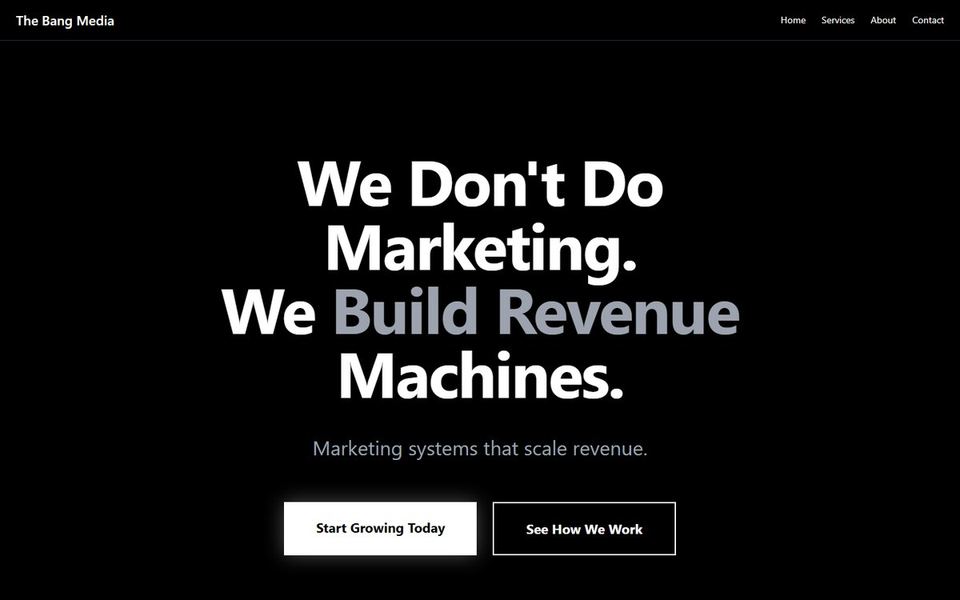 The Bang Media
Home Services About Contact
We Don't Do
Marketing.
We Build Revenue
Machines.
Marketing systems that scale revenue.
Start Growing Today
See How We Work